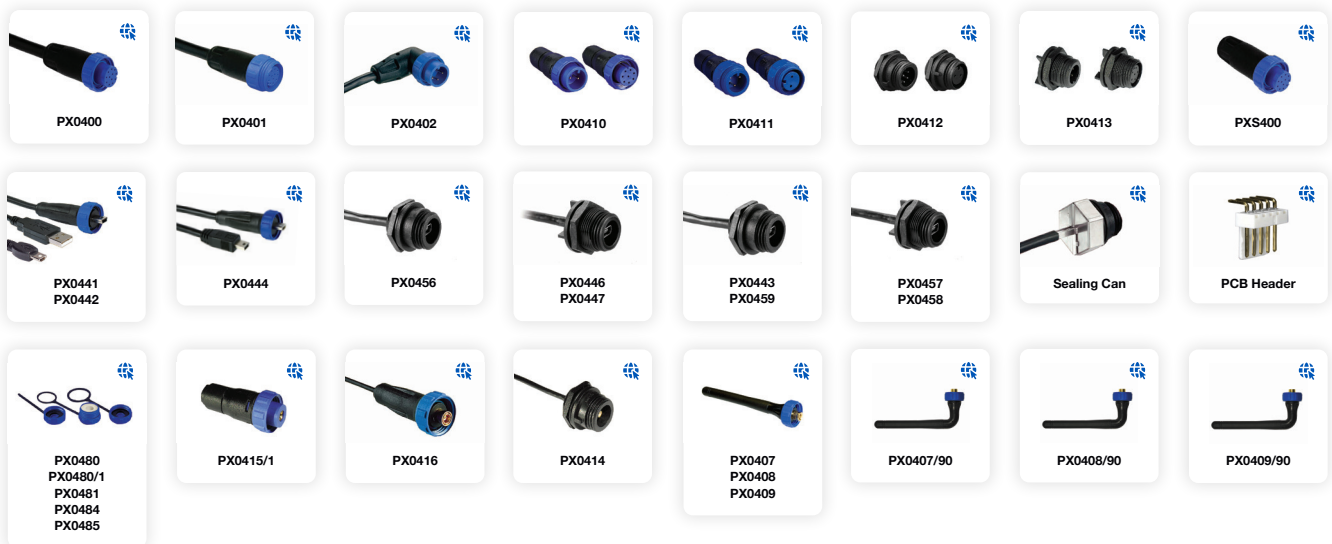 PX0400
PX0401
PX0402
PX0410
PX0411
PX0412
PX0413
PXS400
PX0441
PX0442
PX0444
PX0456
PX0446
PX0447
PX0443
PX0459
PX0457
PX0458
Sealing Can
PCB Header
PX0480
PX0480/1
PX0481
PX0484
PX0485
PX0415/1
PX0416
PX0414
PX0407
PX0408
PX0409
PX0407/90
PX0408/90
PX0409/90